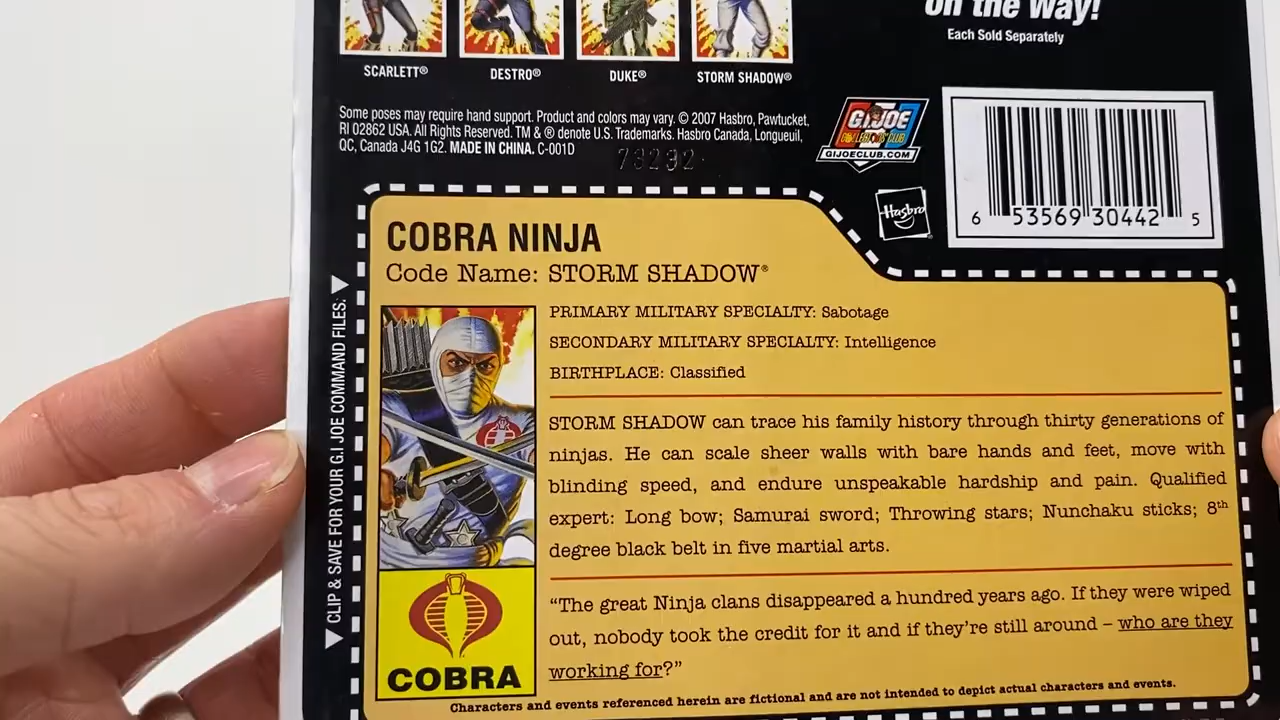 on the Way!
Each Sold Separately
SCARLETT®
DESTRO®
DUKE®
STORM SHADOW®
Some poses may require hand support. Product and colors may vary. © 2007 Hasbro, Pawtucket,
RI 02862 USA. All Rights Reserved. TM & ® denote U.S. Trademarks. Hasbro Canada, Longueuil,
QC, Canada J4G 1G2. MADE IN CHINA. C-001D
73232
G.I. JOE
COLLECTORS' CLUB
GIJOECLUB.COM
Hasbro
6 53569 30442 5
▼ CLIP & SAVE FOR YOUR G.I JOE COMMAND FILES: ▼
COBRA NINJA
Code Name: STORM SHADOW®
PRIMARY MILITARY SPECIALTY: Sabotage
SECONDARY MILITARY SPECIALTY: Intelligence
BIRTHPLACE: Classified
STORM SHADOW can trace his family history through thirty generations of
ninjas. He can scale sheer walls with bare hands and feet, move with
blinding speed, and endure unspeakable hardship and pain. Qualified
expert: Long bow; Samurai sword; Throwing stars; Nunchaku sticks; 8th
degree black belt in five martial arts.
COBRA
“The great Ninja clans disappeared a hundred years ago. If they were wiped
out, nobody took the credit for it and if they’re still around – who are they
working for?”
Characters and events referenced herein are fictional and are not intended to depict actual characters and events.